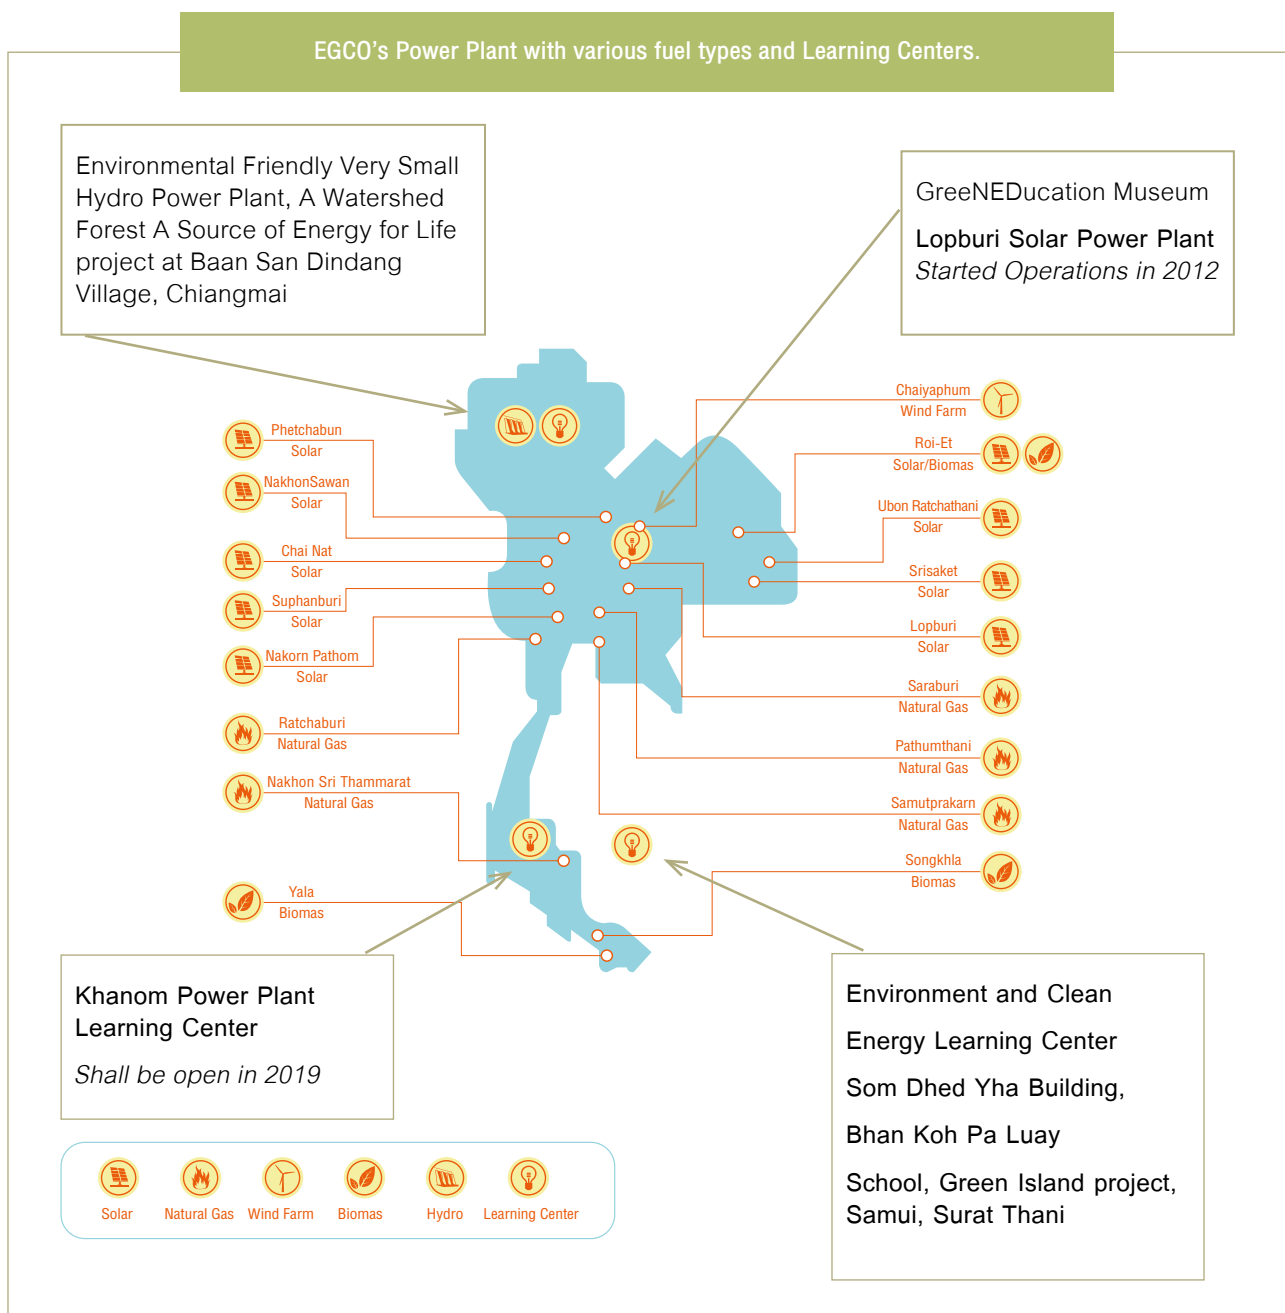 EGCO's Power Plant with various fuel types and Learning Centers.
Environmental Friendly Very Small
Hydro Power Plant, A Watershed
Forest A Source of Energy for Life
project at Baan San Dindang
Village, Chiangmai
GreeNEDucation Museum
Lopburi Solar Power Plant
Started Operations in 2012
Phetchabun
Solar
NakhonSawan
Solar
Chai Nat
Solar
Suphanburi
Solar
Nakorn Pathom
Solar
Ratchaburi
Natural Gas
Nakhon Sri Thammarat
Natural Gas
Yala
Biomas
Chaiyaphum
Wind Farm
Roi-Et
Solar/Biomas
Ubon Ratchathani
Solar
Srisaket
Solar
Lopburi
Solar
Saraburi
Natural Gas
Pathumthani
Natural Gas
Samutprakarn
Natural Gas
Songkhla
Biomas
Khanom Power Plant
Learning Center
Shall be open in 2019
Environment and Clean
Energy Learning Center
Som Dhed Yha Building,
Bhan Koh Pa Luay
School, Green Island project,
Samui, Surat Thani
Solar
Natural Gas
Wind Farm
Biomas
Hydro
Learning Center